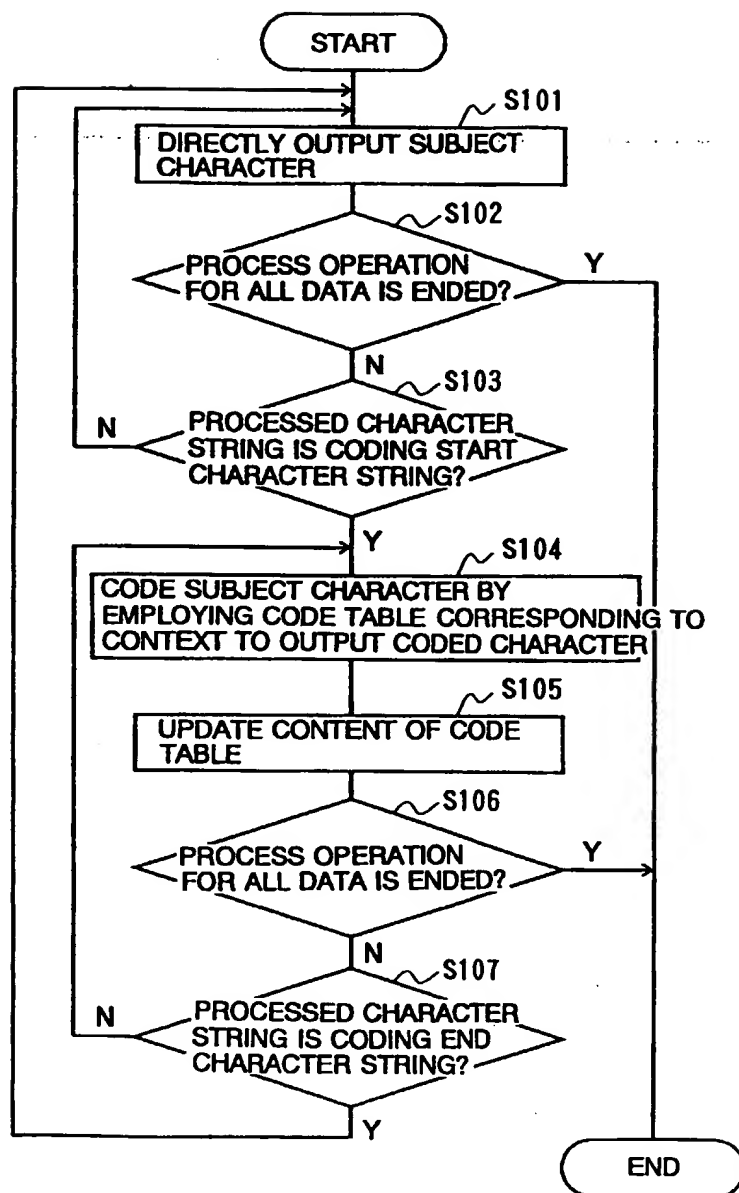 START
S101
DIRECTLY OUTPUT SUBJECT
CHARACTER
S102
PROCESS OPERATION
FOR ALL DATA IS ENDED?
Y
N
S103
PROCESSED CHARACTER
STRING IS CODING START
CHARACTER STRING?
N
Y
S104
CODE SUBJECT CHARACTER BY
EMPLOYING CODE TABLE CORRESPONDING TO
CONTEXT TO OUTPUT CODED CHARACTER
S105
UPDATE CONTENT OF CODE
TABLE
S106
PROCESS OPERATION
FOR ALL DATA IS ENDED?
Y
N
S107
PROCESSED CHARACTER
STRING IS CODING END
CHARACTER STRING?
N
Y
END